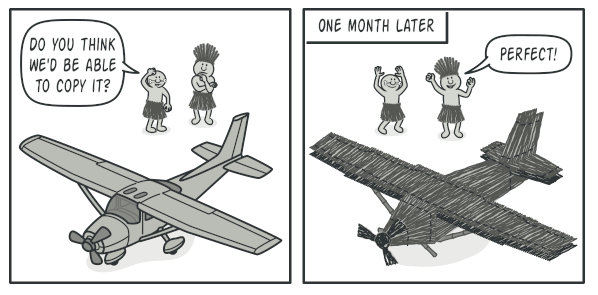 DO YOU THINK
WE'D BE ABLE
TO COPY IT?
ONE MONTH LATER
PERFECT!